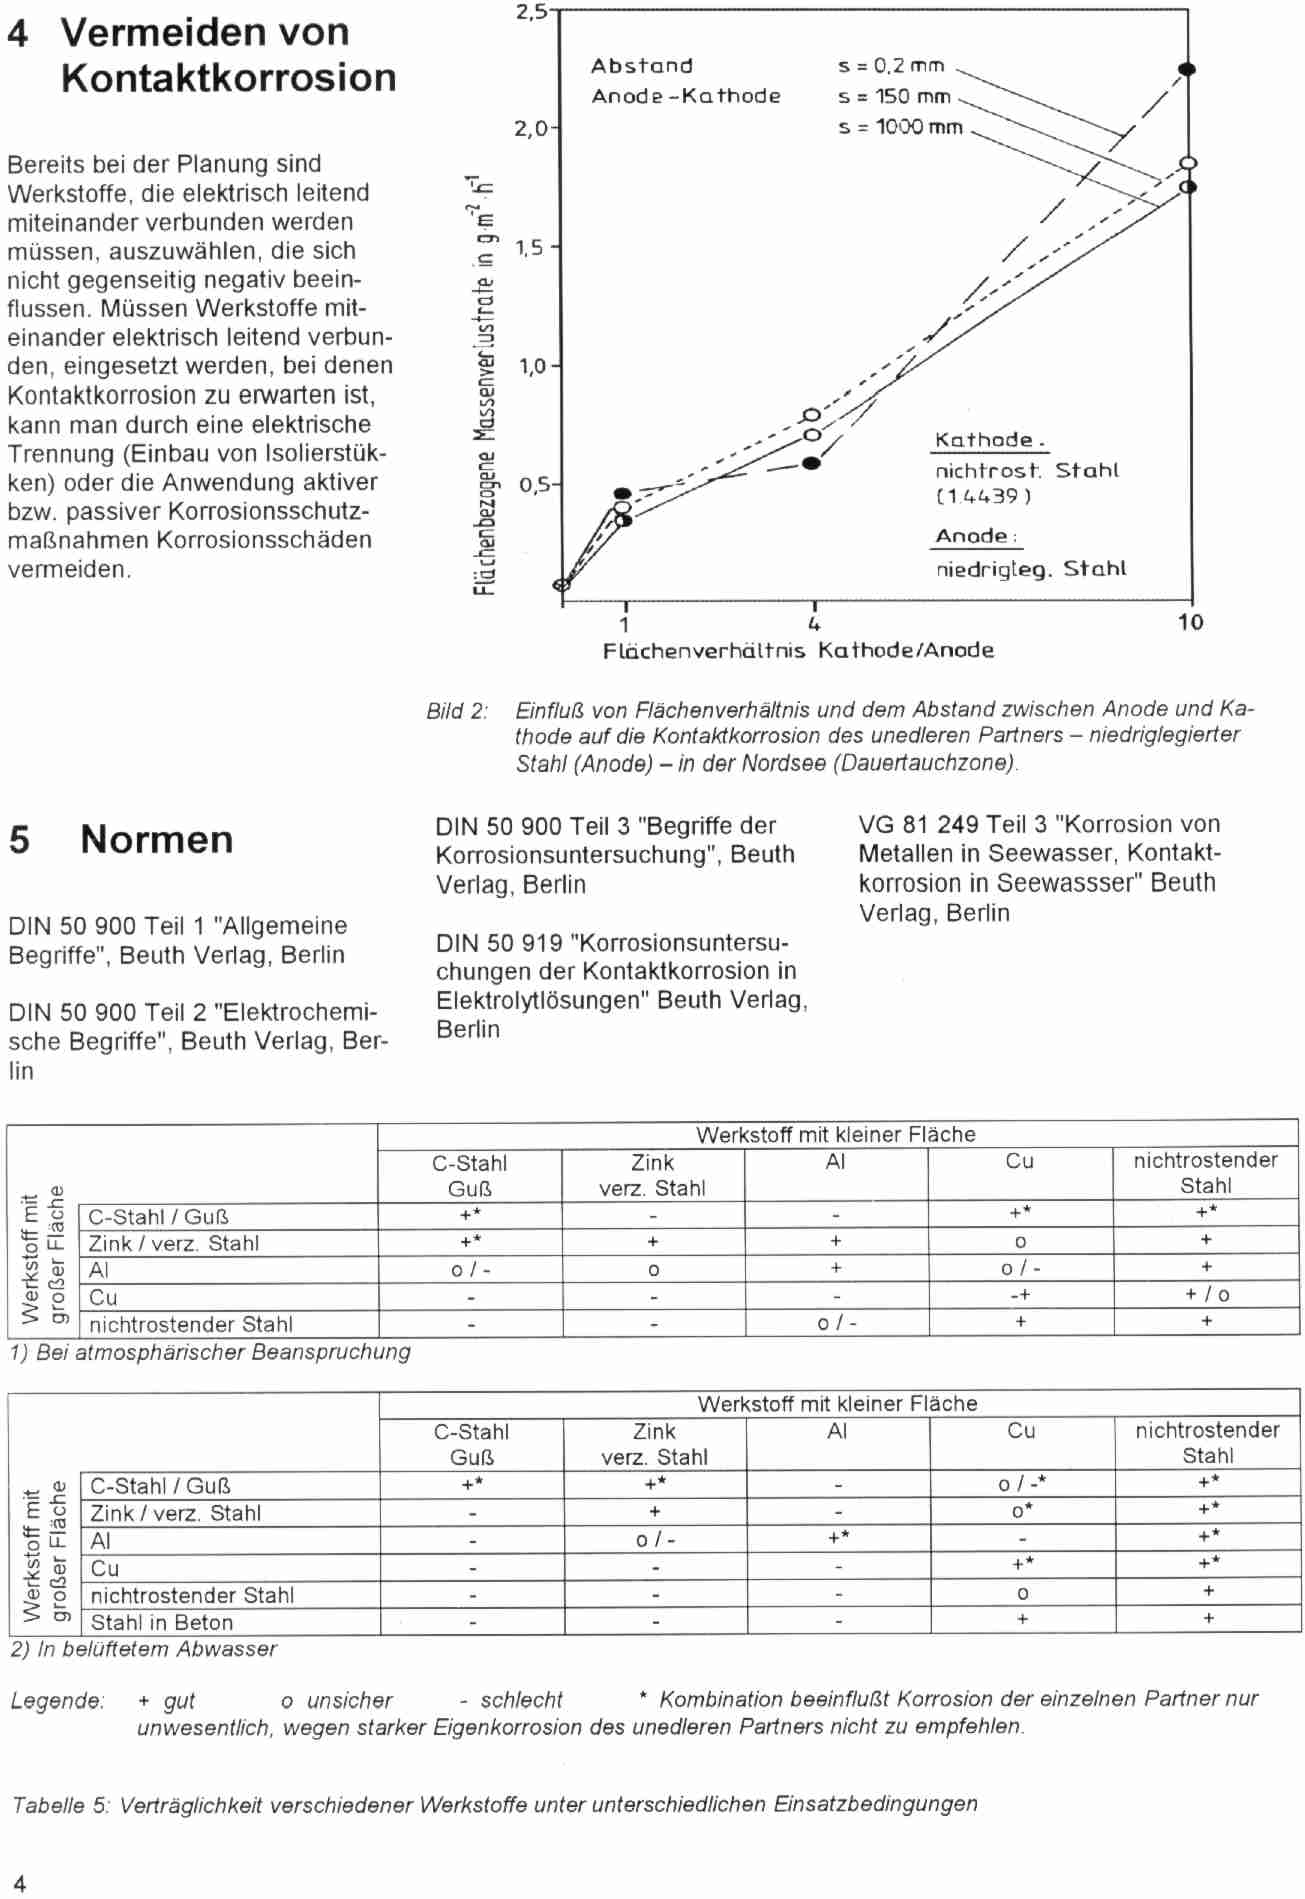 4 Vermeiden von
Kontaktkorrosion
Bereits bei der Planung sind
Werkstoffe, die elektrisch leitend
miteinander verbunden werden
müssen, auszuwählen, die sich
nicht gegenseitig negativ beein-
flussen. Müssen Werkstoffe mit-
einander elektrisch leitend verbun-
den, eingesetzt werden, bei denen
Kontaktkorrosion zu erwarten ist,
kann man durch eine elektrische
Trennung (Einbau von Isolierstük-
ken) oder die Anwendung aktiver
bzw. passiver Korrosionsschutz-
maßnahmen Korrosionsschäden
vermeiden.
Flächenbezogene Massenverlustrate in g·m⁻²·h⁻¹
2,5
2,0
1,5
1,0
0,5
Abstand s = 0,2 mm
Anode-Kathode s = 150 mm
s = 1000 mm
Kathode.
nichtrost. Stahl
(1.4439)
Anode:
niedrigleg. Stahl
1 4 10
Flächenverhältnis Kathode/Anode
Bild 2: Einfluß von Flächenverhältnis und dem Abstand zwischen Anode und Ka-
thode auf die Kontaktkorrosion des unedleren Partners – niedriglegierter
Stahl (Anode) – in der Nordsee (Dauertauchzone).
5 Normen
DIN 50 900 Teil 1 "Allgemeine
Begriffe", Beuth Verlag, Berlin
DIN 50 900 Teil 2 "Elektrochemi-
sche Begriffe", Beuth Verlag, Ber-
lin
DIN 50 900 Teil 3 "Begriffe der
Korrosionsuntersuchung", Beuth
Verlag, Berlin
DIN 50 919 "Korrosionsuntersu-
chungen der Kontaktkorrosion in
Elektrolytlösungen" Beuth Verlag,
Berlin
VG 81 249 Teil 3 "Korrosion von
Metallen in Seewasser, Kontakt-
korrosion in Seewassser" Beuth
Verlag, Berlin
Werkstoff mit kleiner Fläche
C-Stahl Zink Al Cu nichtrostender
Guß verz. Stahl Stahl
Werkstoff mit
großer Fläche
C-Stahl / Guß +* - - +* +*
Zink / verz. Stahl +* + + o +
Al o / - o + o / - +
Cu - - - -+ + / o
nichtrostender Stahl - - o / - + +
1) Bei atmosphärischer Beanspruchung
Werkstoff mit kleiner Fläche
C-Stahl Zink Al Cu nichtrostender
Guß verz. Stahl Stahl
Werkstoff mit
großer Fläche
C-Stahl / Guß +* +* - o / -* +*
Zink / verz. Stahl - + - o* +*
Al - o / - +* - +*
Cu - - - +* +*
nichtrostender Stahl - - - o +
Stahl in Beton - - - + +
2) In belüftetem Abwasser
Legende: + gut o unsicher - schlecht * Kombination beeinflußt Korrosion der einzelnen Partner nur
unwesentlich, wegen starker Eigenkorrosion des unedleren Partners nicht zu empfehlen.
Tabelle 5: Verträglichkeit verschiedener Werkstoffe unter unterschiedlichen Einsatzbedingungen
4